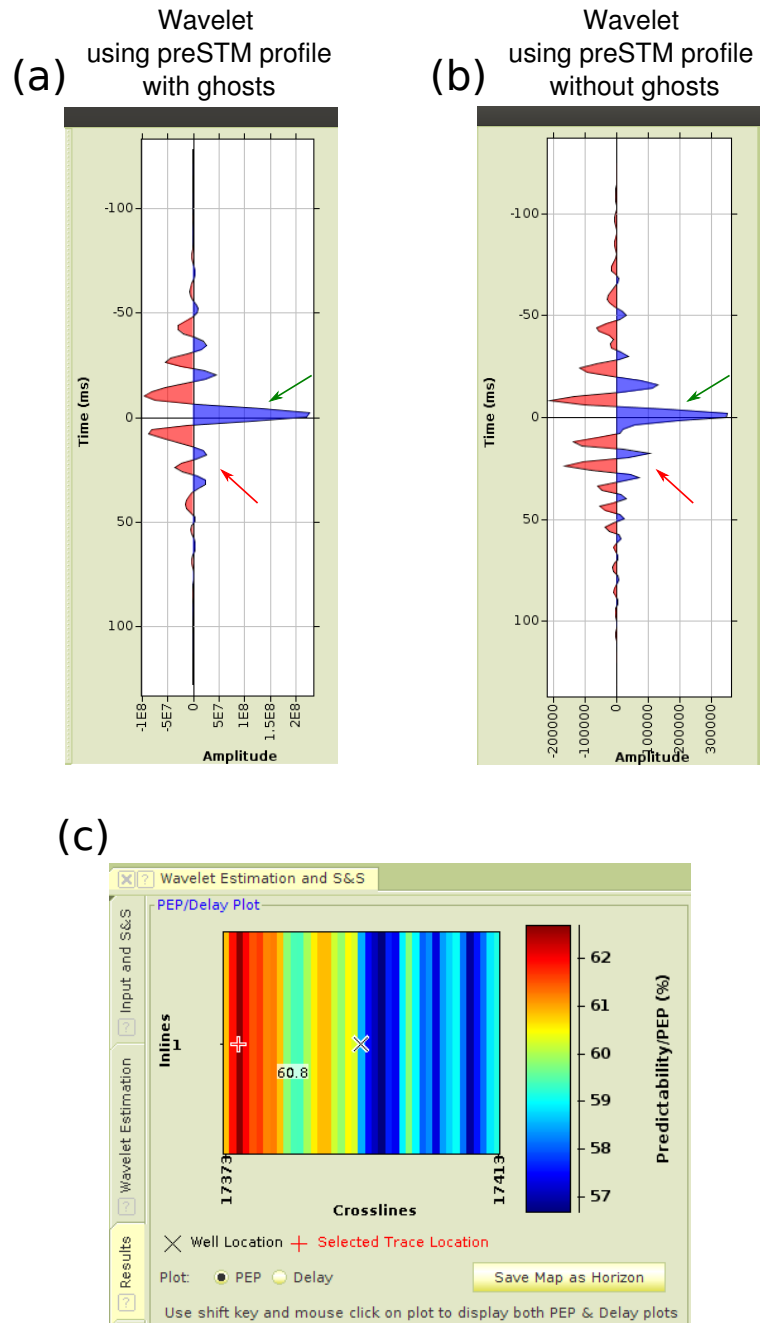 Wavelet
using preSTM profile
with ghosts
(a)
-100
-50
0
50
100
Time (ms)
-1E8
-5E7
0
5E7
1E8
1.5E8
2E8
Amplitude
Wavelet
using preSTM profile
without ghosts
(b)
-100
-50
0
50
100
Time (ms)
-200000
-100000
0
100000
200000
300000
Amplitude
(c)
Wavelet Estimation and S&S
Input and S&S
Wavelet Estimation
Results
PEP/Delay Plot
Inlines
1
60.8
17373
17413
Crosslines
62
61
60
59
58
57
Predictability/PEP (%)
Well Location
Selected Trace Location
Plot: PEP Delay
Save Map as Horizon
Use shift key and mouse click on plot to display both PEP & Delay plots